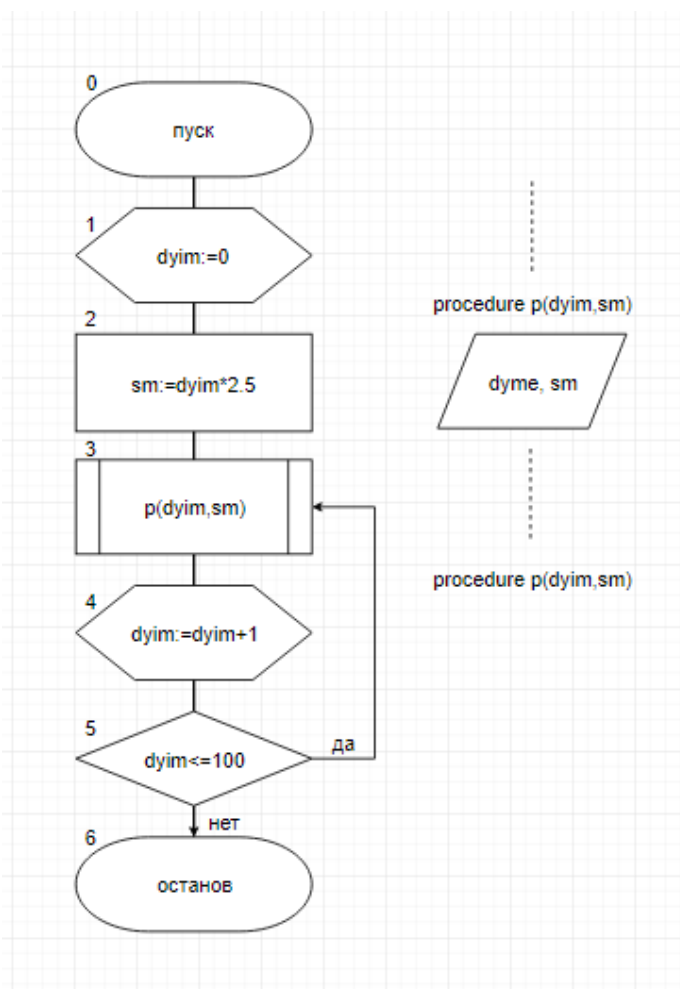 0
пуск
1
dyim:=0
2
sm:=dyim*2.5
3
p(dyim,sm)
4
dyim:=dyim+1
5
dyim<=100
да
нет
6
останов
procedure p(dyim,sm)
dyme, sm
procedure p(dyim,sm)